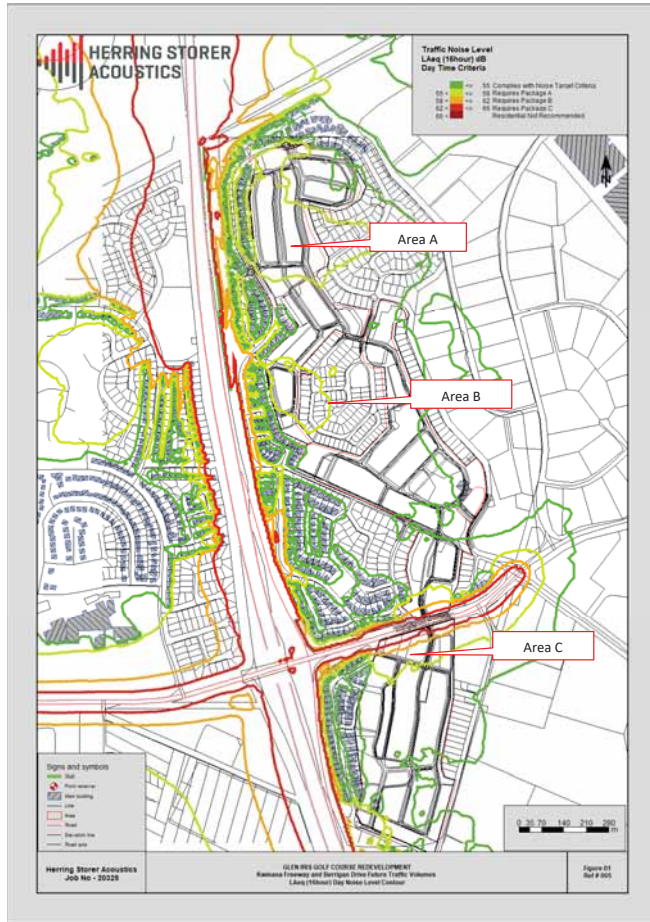 HERRING STORER
ACOUSTICS
Traffic Noise Level
LAeq (16hour) dB
Day Time Criteria
<= 55 Complies with Noise Target Criteria
55 < <= 58 Requires Package A
58 < <= 62 Requires Package B
62 < <= 65 Requires Package C
Residential Not Recommended
N
Area A
Area B
Area C
Signs and symbols
Wall
Point receiver
Main building
Line
Area
Road
Elevation line
Road axis
0 35 70 140 210 280
m
Herring Storer Acoustics
Job No - 20325
GLEN IRIS GOLF COURSE REDEVELOPMENT
Kwinana Freeway and Berrigan Drive Future Traffic Volumes
LAeq (16hour) Day Noise Level Contour
Figure 01
Ref # 005